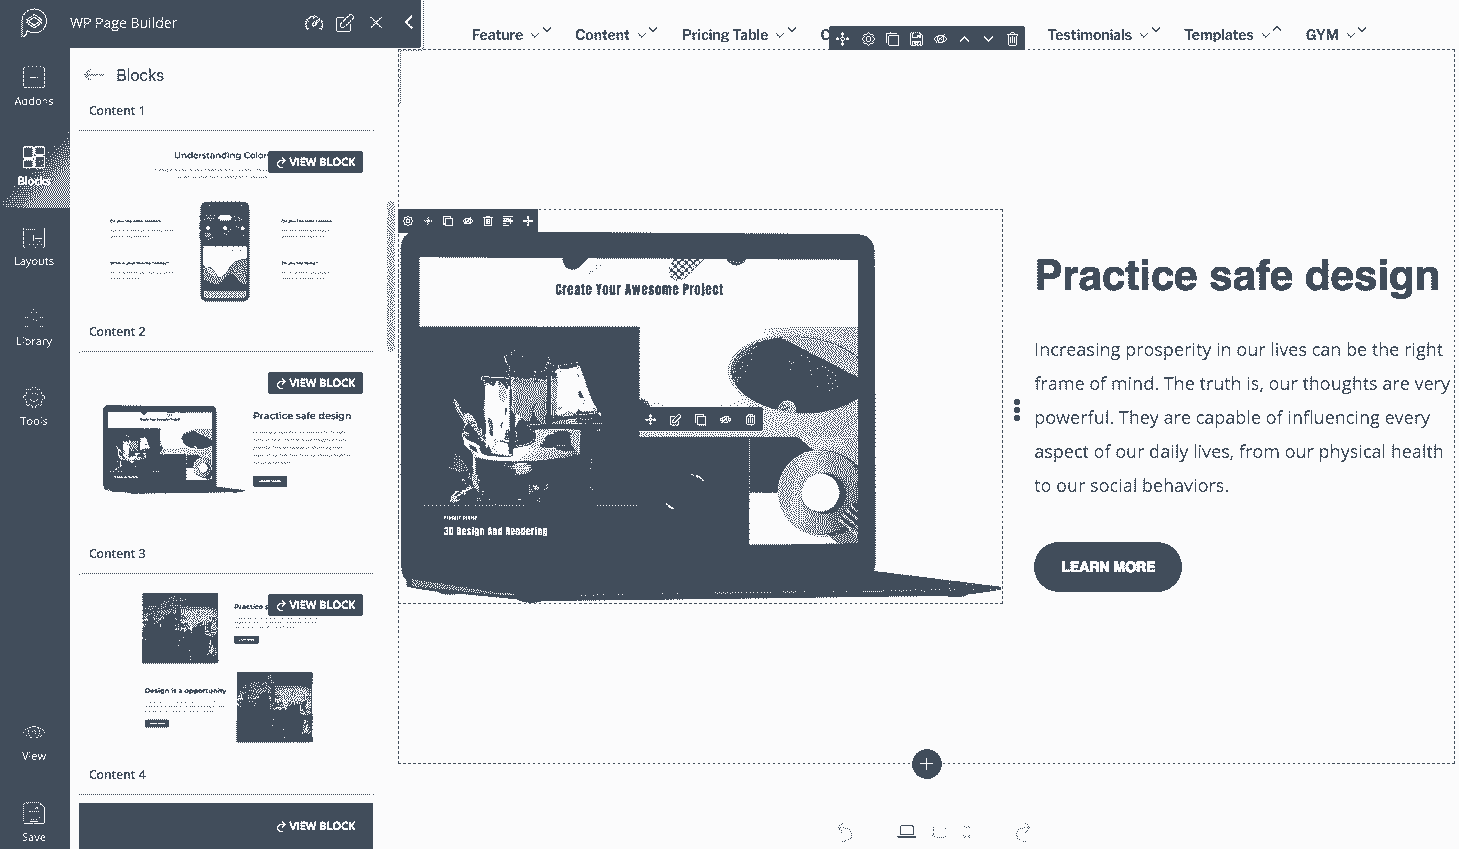 WP Page Builder
Feature
Content
Pricing Table
Testimonials
Templates
GYM
Addons
Blocks
Layouts
Library
Tools
View
Save
Blocks
Content 1
Understanding Color
VIEW BLOCK
Content 2
VIEW BLOCK
Practice safe design
Content 3
Practice s
VIEW BLOCK
Design is a opportunity
Content 4
VIEW BLOCK
Create Your Awesome Project
3D Design And Rendering
Practice safe design
Increasing prosperity in our lives can be the right
frame of mind. The truth is, our thoughts are very
powerful. They are capable of influencing every
aspect of our daily lives, from our physical health
to our social behaviors.
LEARN MORE